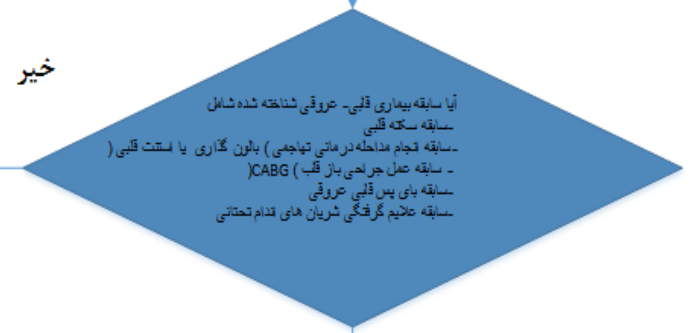 خیر
آیا سابقه بیماری قلبی- عروقی شناخته شده شامل
-سابقه سکته قلبی
-سابقه انجام مداخله درمانی تهاجمی ) بالون گذاری یا استنت قلبی (
- سابقه عمل جراحی باز قلب ) CABG(
-سابقه بای پس قلبی عروقی
-سابقه علایم گرفتگی شریان های اندام تحتانی